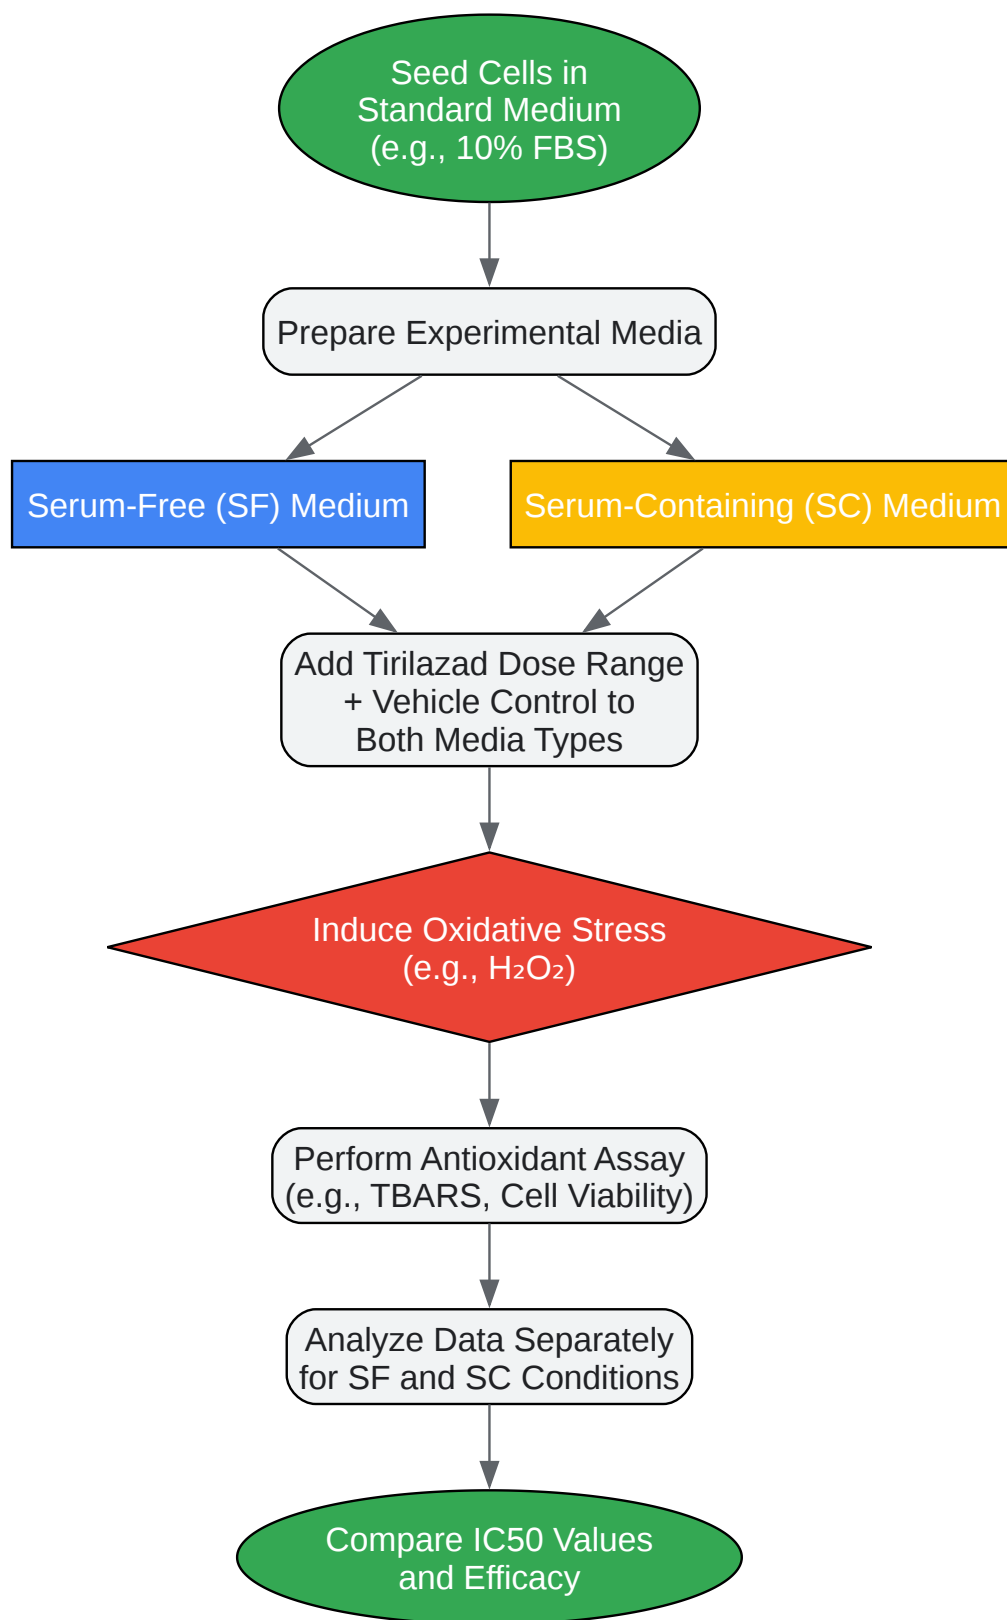 Seed Cells in
Standard Medium
(e.g., 10% FBS)
Prepare Experimental Media
Serum-Free (SF) Medium
Serum-Containing (SC) Medium
Add Tirilazad Dose Range
+ Vehicle Control to
Both Media Types
Induce Oxidative Stress
(e.g., H₂O₂)
Perform Antioxidant Assay
(e.g., TBARS, Cell Viability)
Analyze Data Separately
for SF and SC Conditions
Compare IC50 Values
and Efficacy